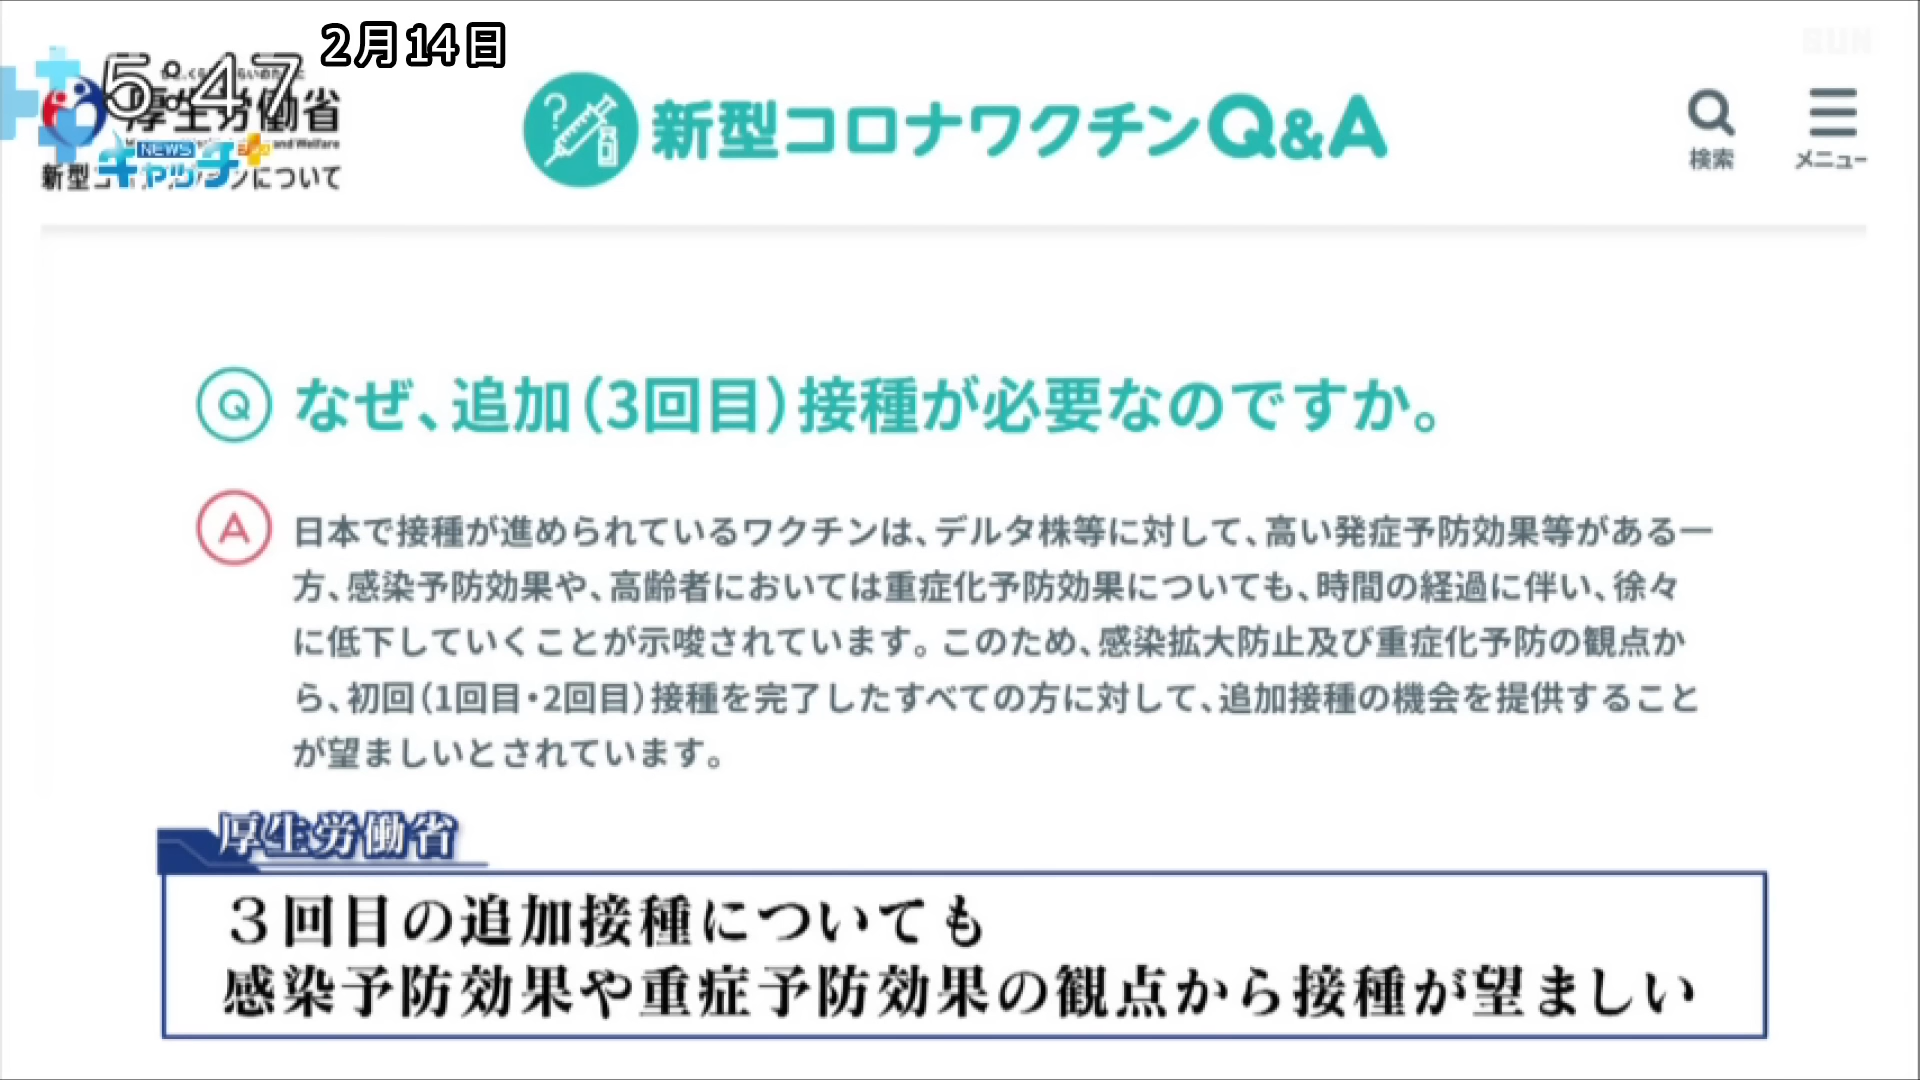 2月14日
SUN
5:47
厚生労働省
and Welfare
NEWS
キャッチ+
新型コ
ンについて
新型コロナワクチンQ&A
検索
メニュー
Q なぜ、追加(3回目)接種が必要なのですか。
A 日本で接種が進められているワクチンは、デルタ株等に対して、高い発症予防効果等がある一
方、感染予防効果や、高齢者においては重症化予防効果についても、時間の経過に伴い、徐々
に低下していくことが示唆されています。このため、感染拡大防止及び重症化予防の観点か
ら、初回(1回目・2回目)接種を完了したすべての方に対して、追加接種の機会を提供すること
が望ましいとされています。
厚生労働省
３回目の追加接種についても
感染予防効果や重症予防効果の観点から接種が望ましい